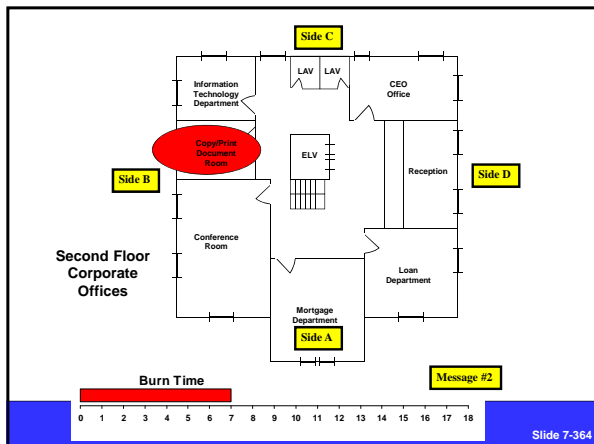 Side C
LAV
LAV
Information
Technology
Department
CEO
Office
Copy/Print
Document
Room
ELV
Side B
Reception
Side D
Conference
Room
Second Floor
Corporate
Offices
Loan
Department
Mortgage
Department
Side A
Burn Time
Message #2
0 1 2 3 4 5 6 7 8 9 10 11 12 13 14 15 16 17 18
Slide 7-364